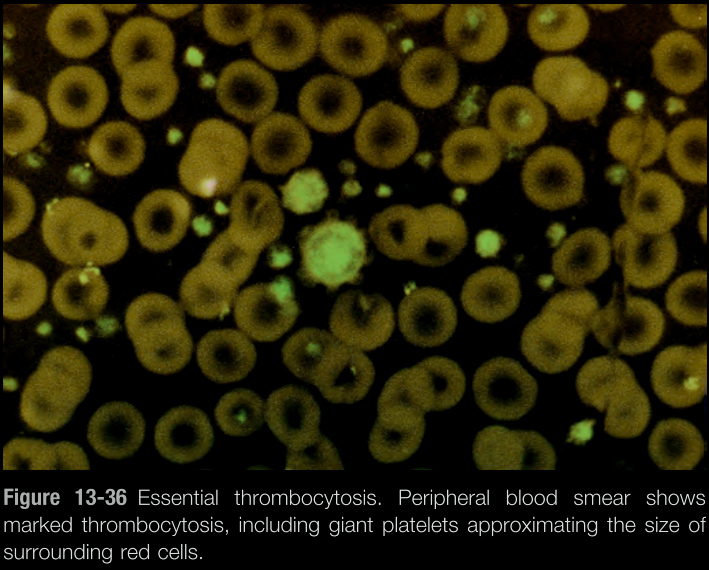 Figure 13-36 Essential thrombocytosis. Peripheral blood smear shows
marked thrombocytosis, including giant platelets approximating the size of
surrounding red cells.